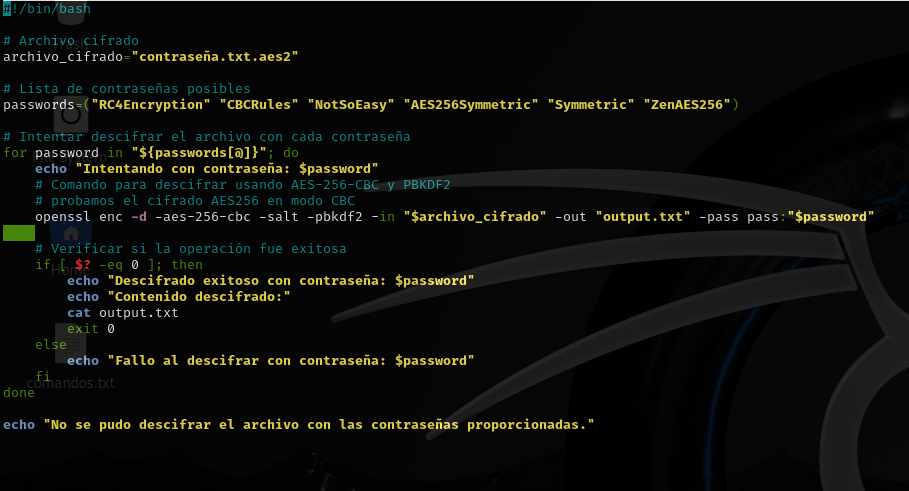 #!/bin/bash
# Archivo cifrado
archivo_cifrado="contraseña.txt.aes2"
# Lista de contraseñas posibles
passwords=("RC4Encryption" "CBCRules" "NotSoEasy" "AES256Symmetric" "Symmetric" "ZenAES256")
# Intentar descifrar el archivo con cada contraseña
for password in "${passwords[@]}"; do
    echo "Intentando con contraseña: $password"
    # Comando para descifrar usando AES-256-CBC y PBKDF2
    # probamos el cifrado AES256 en modo CBC
    openssl enc -d -aes-256-cbc -salt -pbkdf2 -in "$archivo_cifrado" -out "output.txt" -pass pass:"$password"
    # Verificar si la operación fue exitosa
    if [ $? -eq 0 ]; then
        echo "Descifrado exitoso con contraseña: $password"
        echo "Contenido descifrado:"
        cat output.txt
        exit 0
    else
        echo "Fallo al descifrar con contraseña: $password"
    fi
comandos.txt
done
echo "No se pudo descifrar el archivo con las contraseñas proporcionadas."